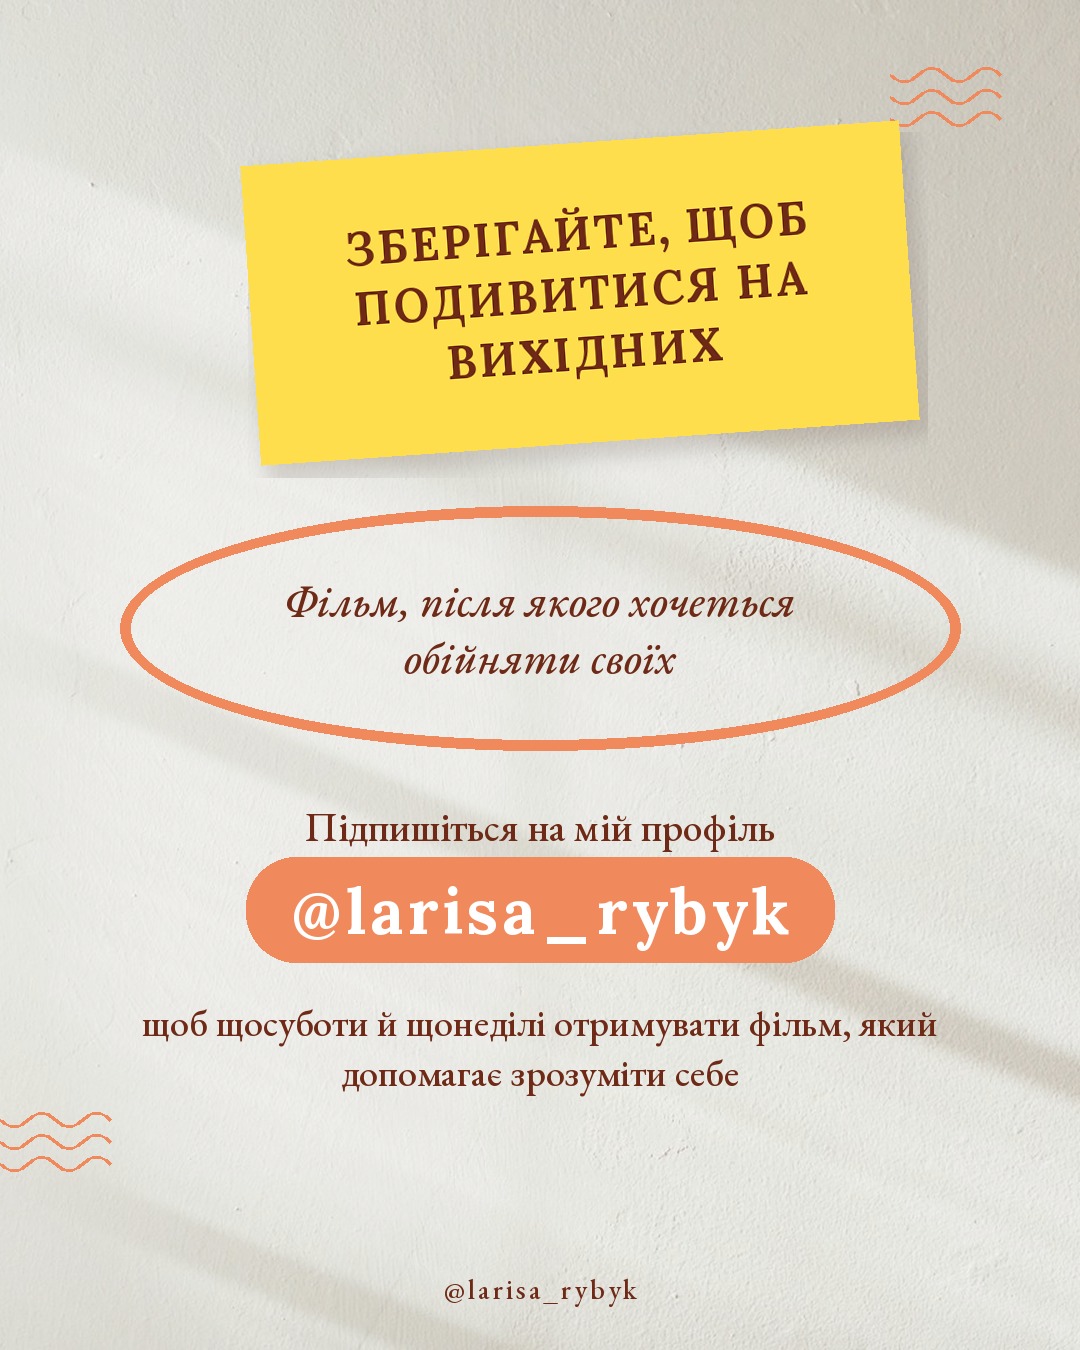 ЗБЕРІГАЙТЕ, ЩОБ
ПОДИВИТИСЯ НА
ВИХІДНИХ
Фільм, після якого хочеться
обійняти своїх
Підпишіться на мій профіль
@larisa_rybyk
щоб щосуботи й щонеділі отримувати фільм, який
допомагає зрозуміти себе
@larisa_rybyk